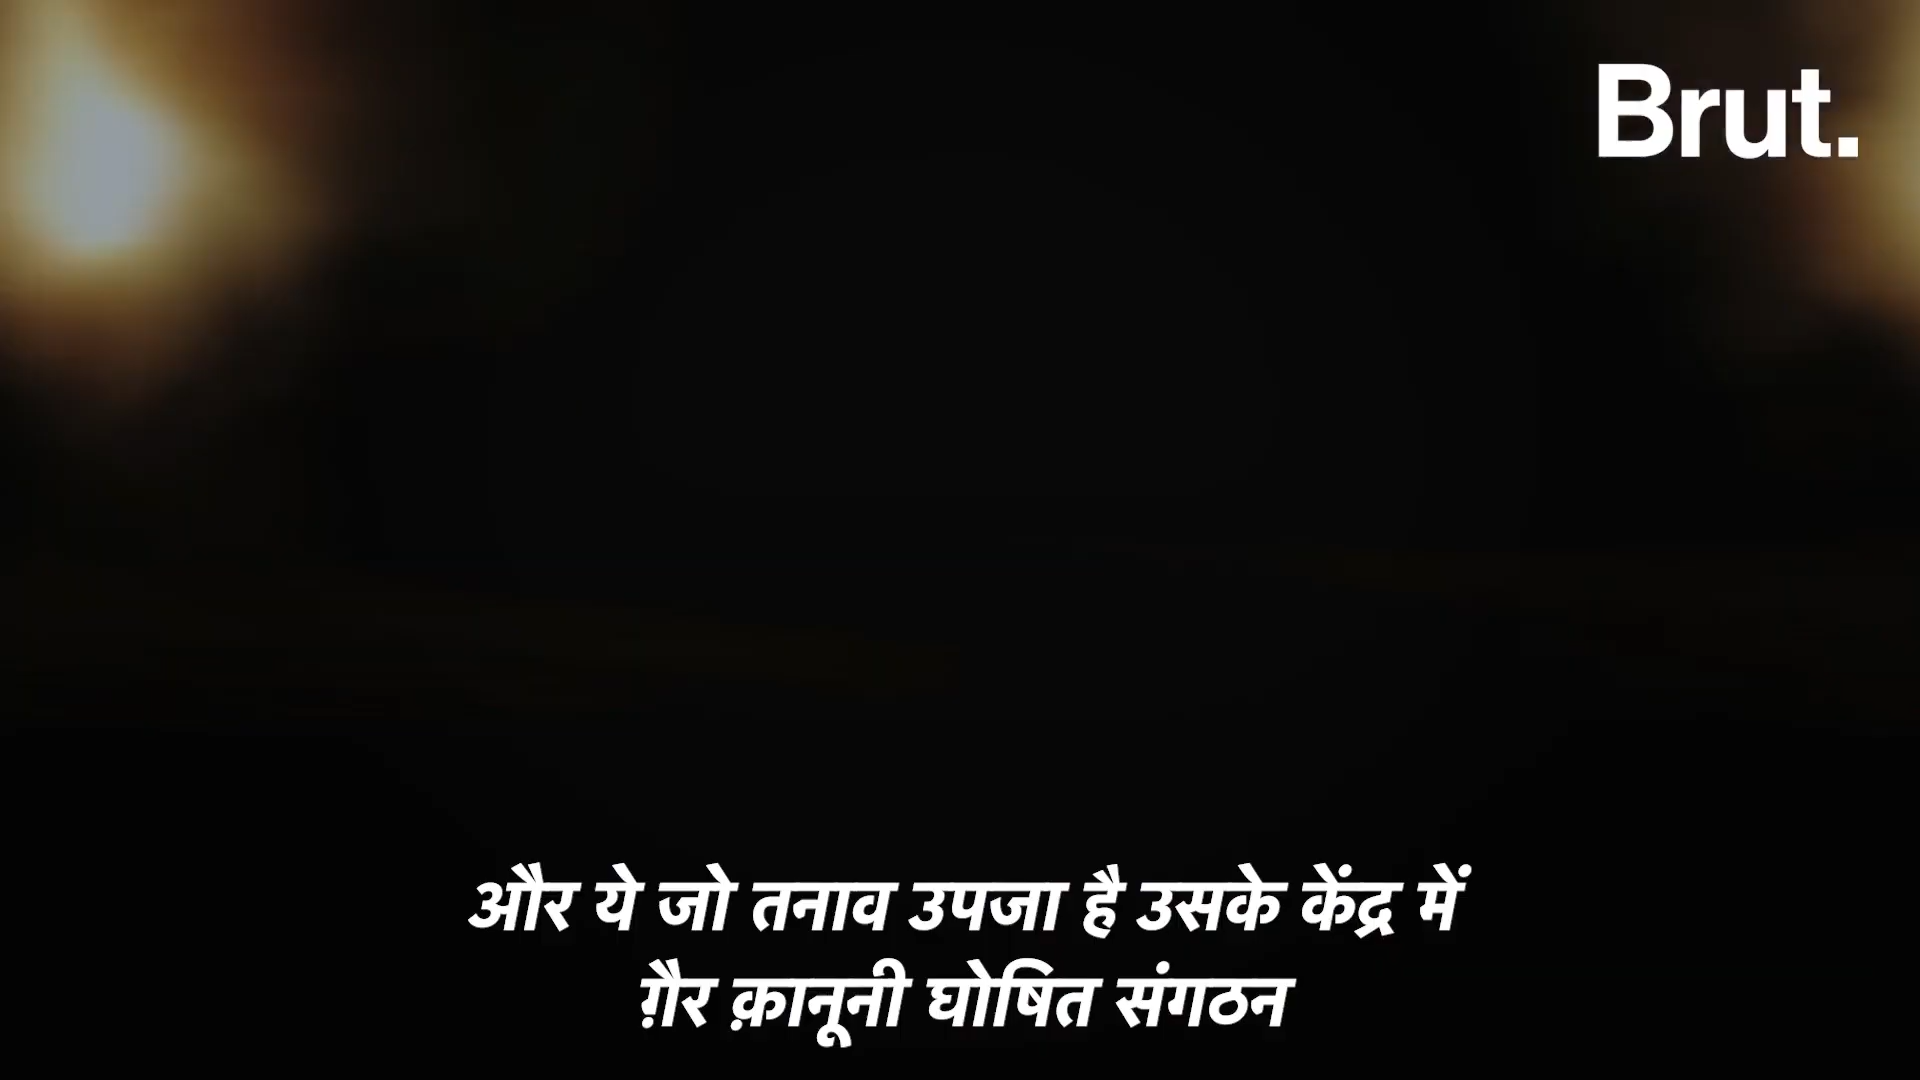 Brut.
और ये जो तनाव उपजा है उसके केंद्र में
ग़ैर क़ानूनी घोषित संगठन